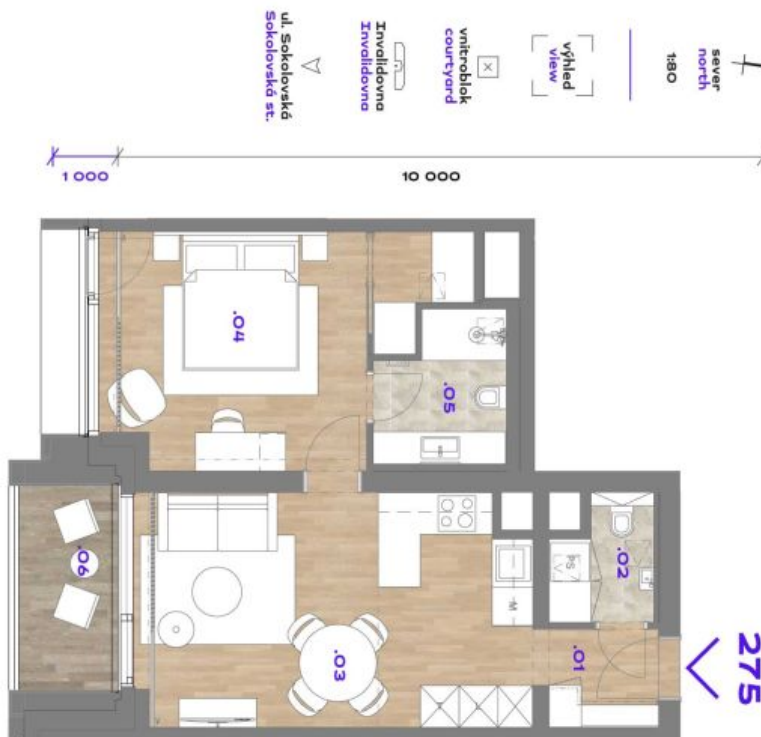 sever
north
1:80
výhled
view
vnitroblok
courtyard
Invalidovna
Invalidovna
ul. Sokolovská
Sokolovská st.
1 000
10 000
.04
.05
.06
.03
.02
.01
PS
M
275